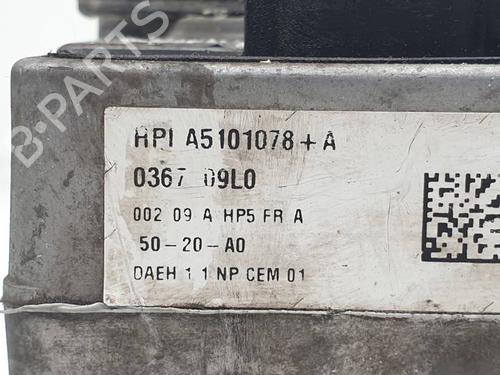 B-PARTS
HPI A5101078+A
0367 09L0
002 09 A HP5 FR A
50-20-A0
DAEH 1 1 NP CEM 01